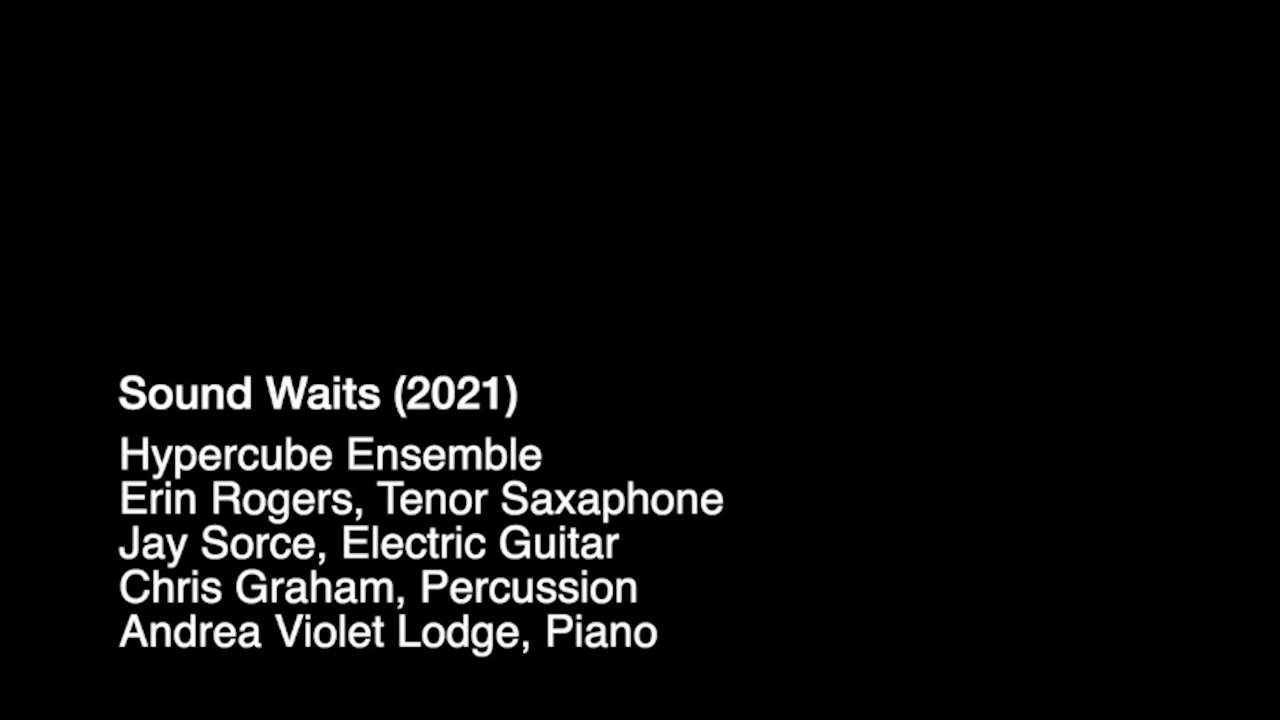 Sound Waits (2021)
Hypercube Ensemble
Erin Rogers, Tenor Saxaphone
Jay Sorce, Electric Guitar
Chris Graham, Percussion
Andrea Violet Lodge, Piano